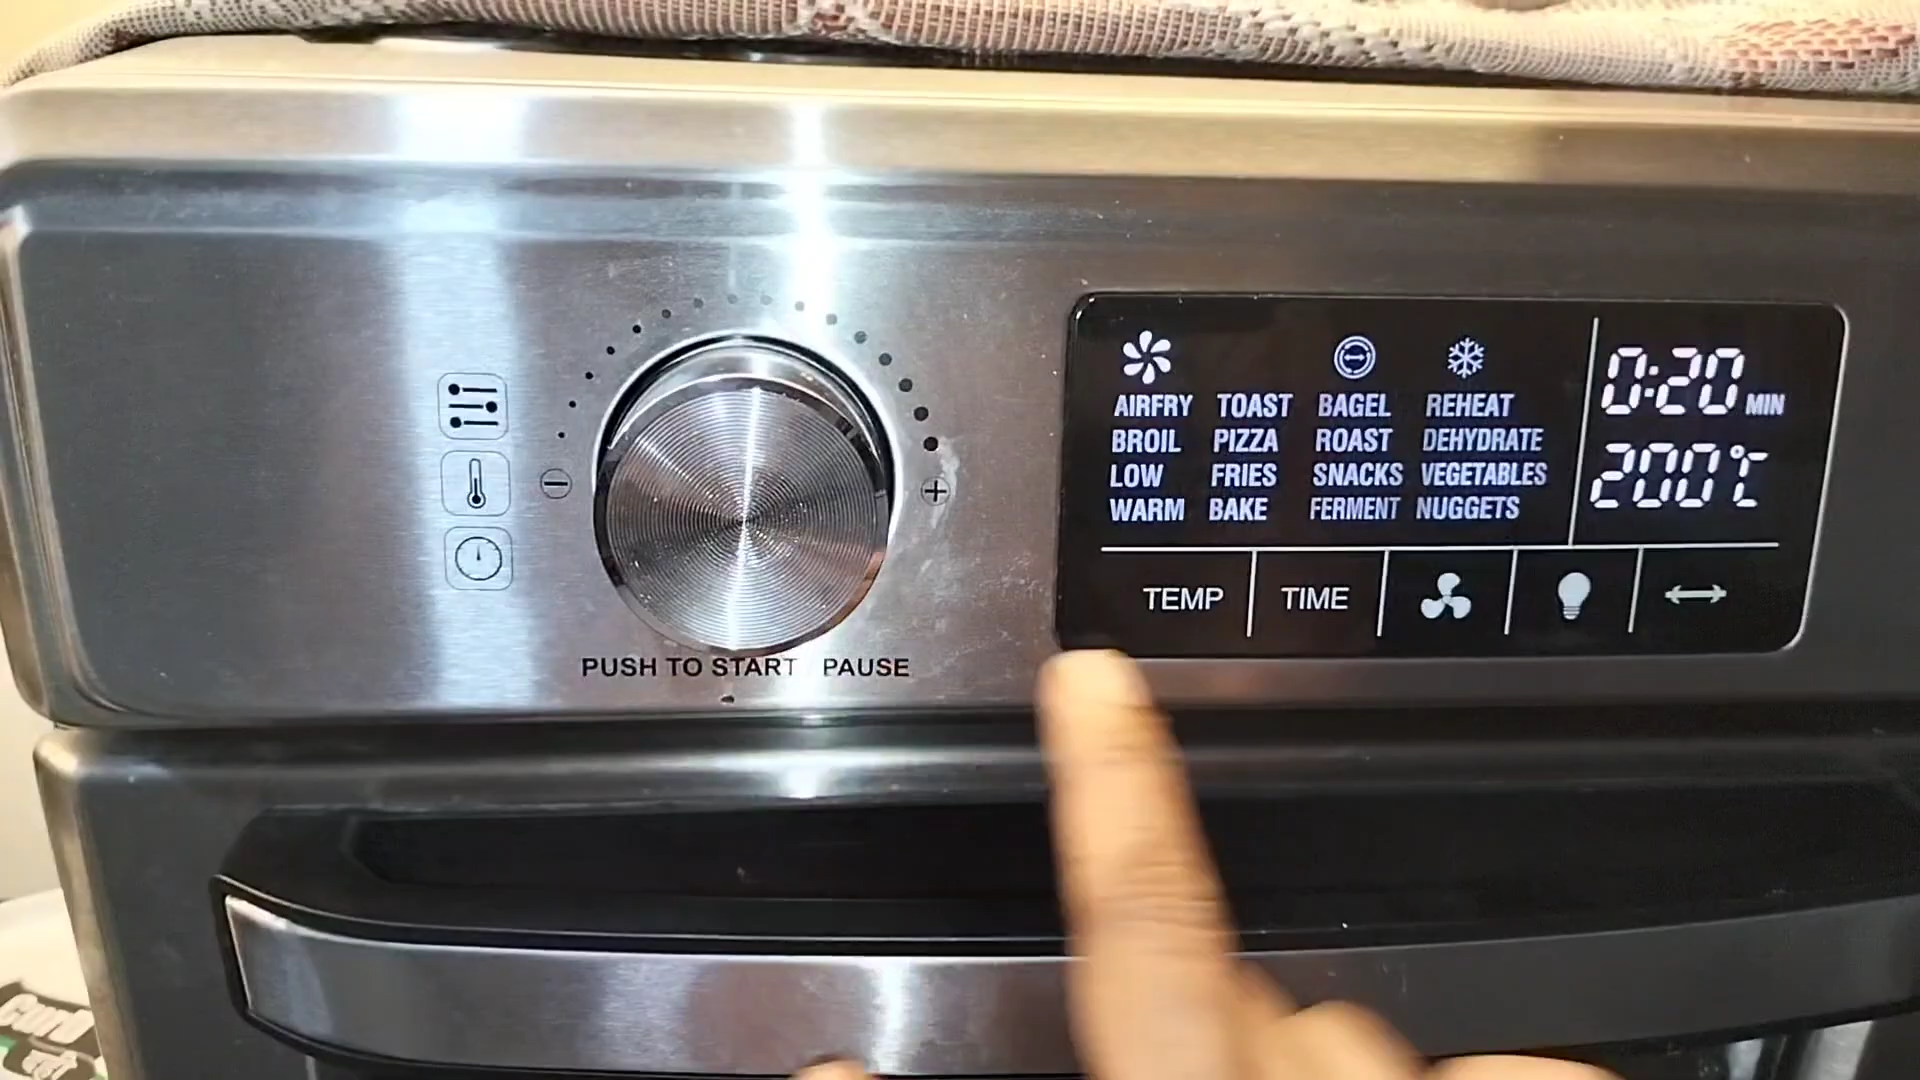 PUSH TO START PAUSE
AIRFRY TOAST BAGEL REHEAT
BROIL PIZZA ROAST DEHYDRATE
LOW FRIES SNACKS VEGETABLES
WARM BAKE FERMENT NUGGETS
0:20 MIN
200°C
TEMP TIME
Cord